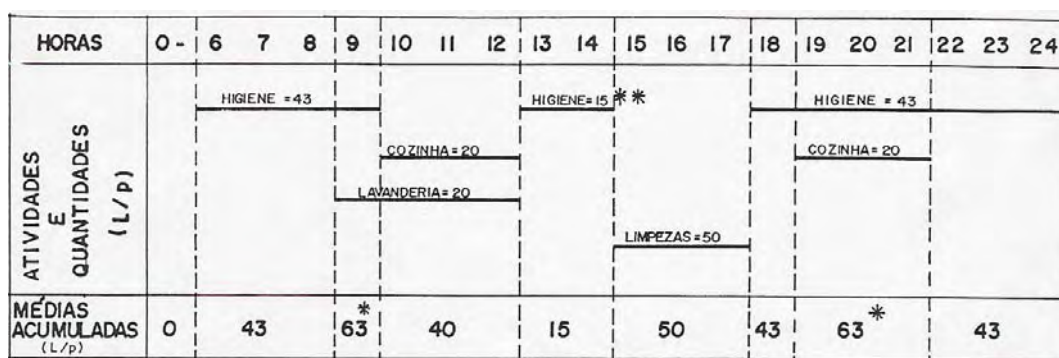 HORAS 0 - 6 7 8 9 10 11 12 13 14 15 16 17 18 19 20 21 22 23 24
ATIVIDADES
E
QUANTIDADES
(L/p)
HIGIENE = 43 HIGIENE = 15 ** HIGIENE = 43
COZINHA = 20 COZINHA = 20
LAVANDERIA = 20
LIMPEZAS = 50
MÉDIAS
ACUMULADAS
(L/p)
0 43 63 * 40 15 50 43 63 * 43